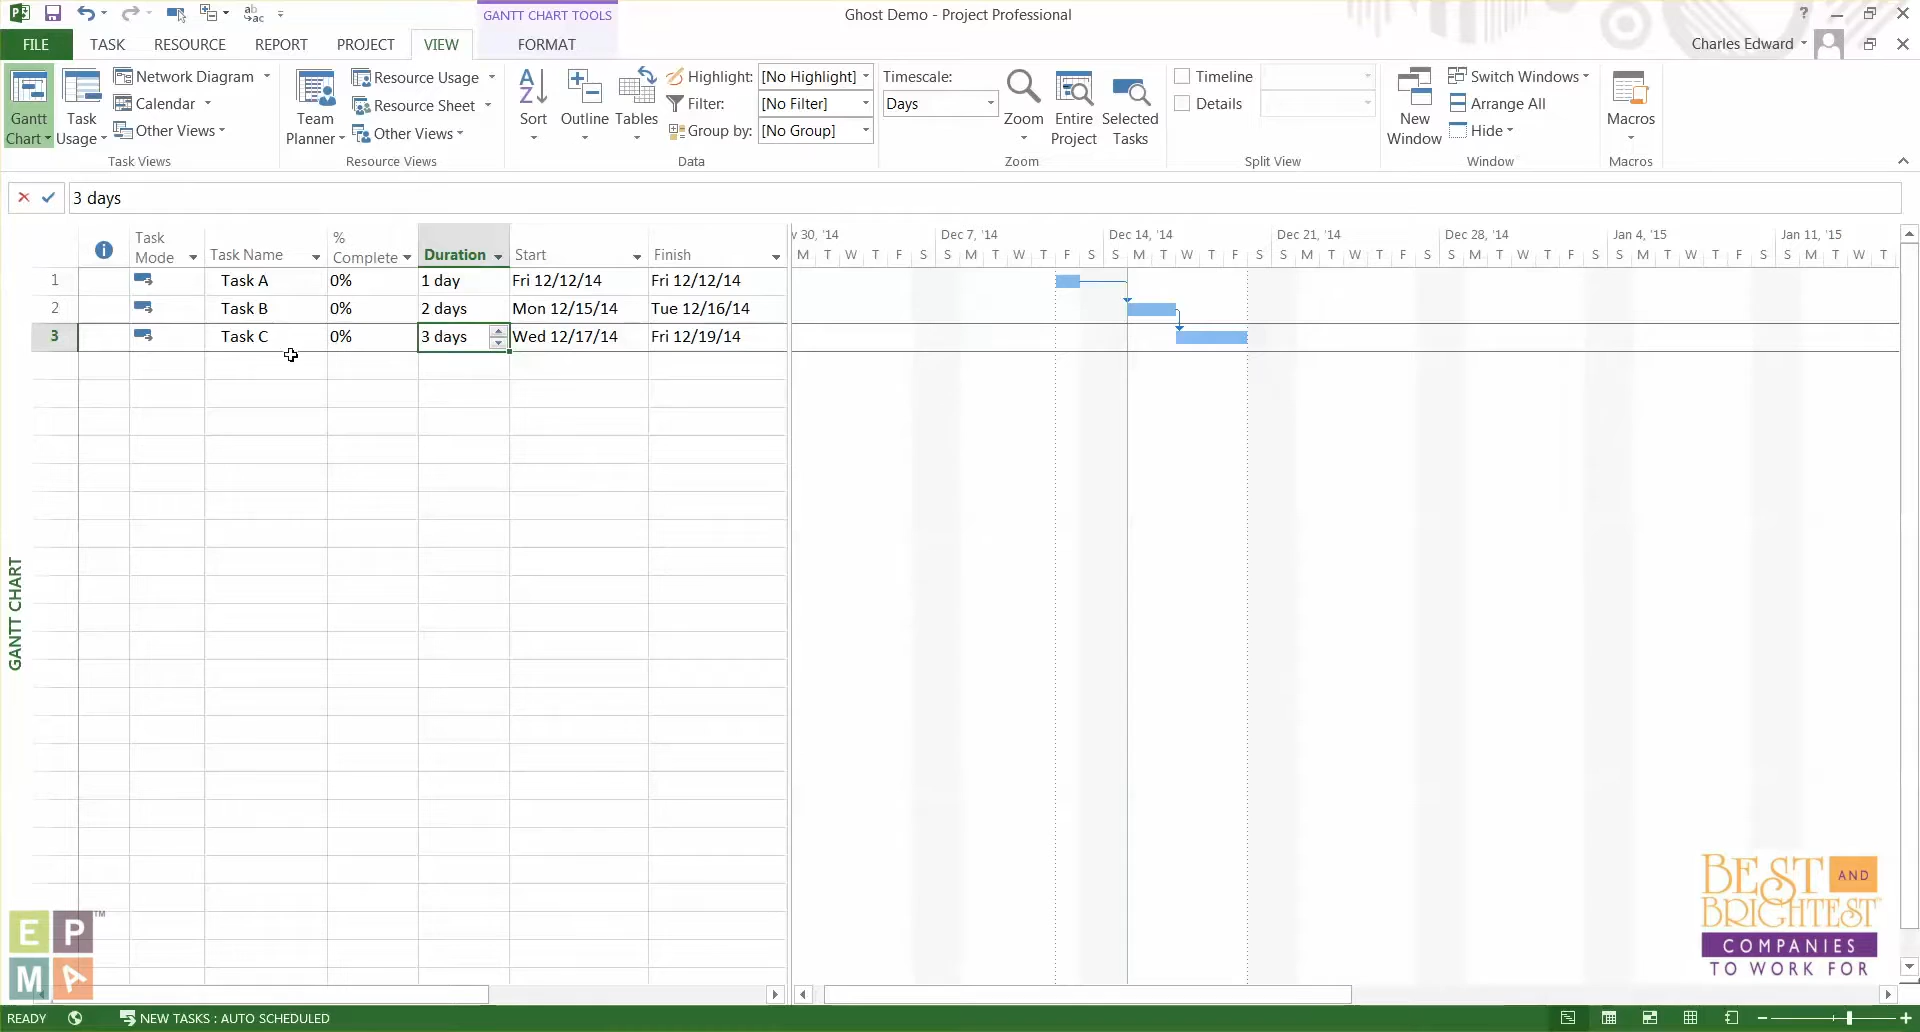 GANTT CHART TOOLS
Ghost Demo - Project Professional
FILE TASK RESOURCE REPORT PROJECT VIEW FORMAT
Charles Edward
Gantt Chart
Task Usage
Network Diagram
Calendar
Other Views
Task Views
Team Planner
Resource Usage
Resource Sheet
Other Views
Resource Views
Sort
Outline
Tables
Highlight: [No Highlight]
Filter: [No Filter]
Group by: [No Group]
Data
Timescale:
Days
Zoom
Entire Project
Selected Tasks
Zoom
Timeline
Details
Split View
New Window
Switch Windows
Arrange All
Hide
Window
Macros
Macros
3 days
Task Mode Task Name % Complete Duration Start Finish
1 Task A 0% 1 day Fri 12/12/14 Fri 12/12/14
2 Task B 0% 2 days Mon 12/15/14 Tue 12/16/14
3 Task C 0% 3 days Wed 12/17/14 Fri 12/19/14
30, '14 Dec 7, '14 Dec 14, '14 Dec 21, '14 Dec 28, '14 Jan 4, '15 Jan 11, '15
M T W T F S S M T W T F S S M T W T F S S M T W T F S S M T W T F S S M T W T F S S M T W T
GANTT CHART
E P
M A
™
BEST AND
BRIGHTEST
COMPANIES
TO WORK FOR
READY NEW TASKS : AUTO SCHEDULED